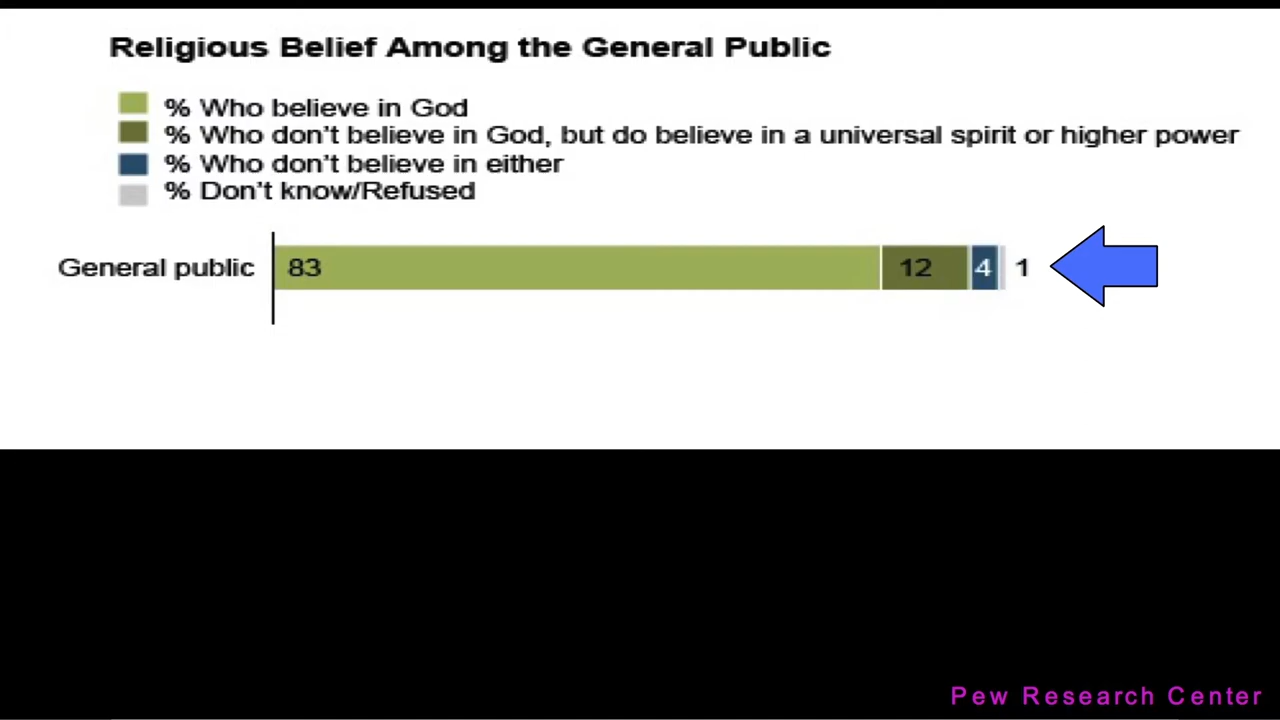 Religious Belief Among the General Public
% Who believe in God
% Who don't believe in God, but do believe in a universal spirit or higher power
% Who don't believe in either
% Don't know/Refused
General public 83 12 4 1
Pew Research Center